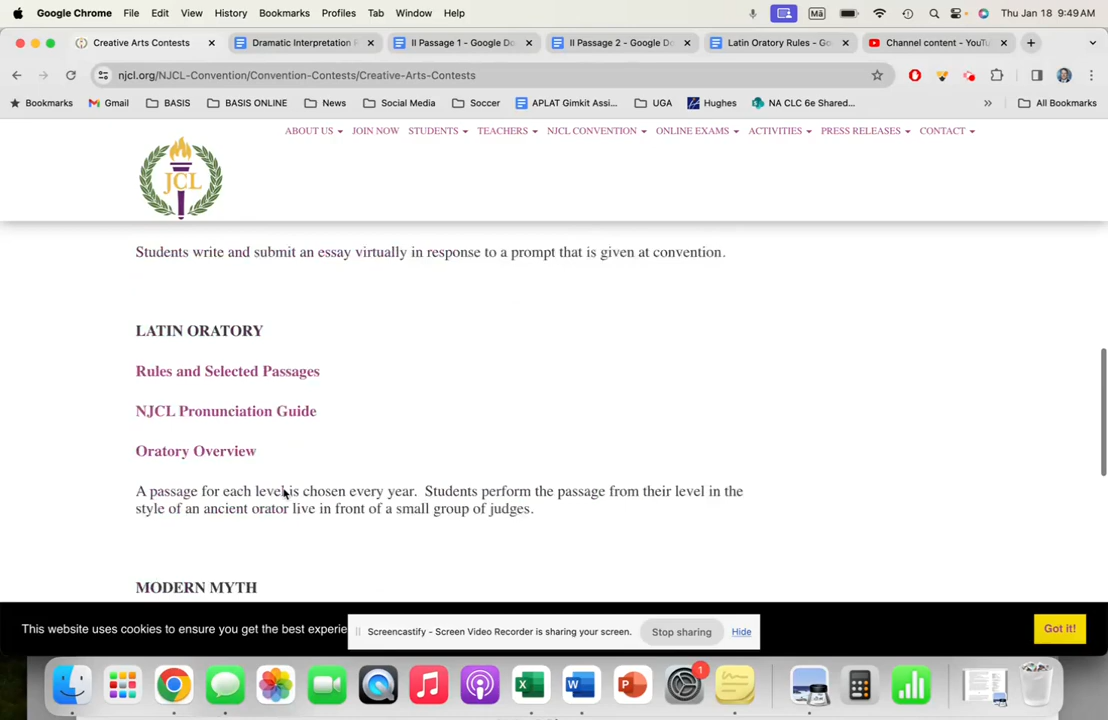 Google Chrome File Edit View History Bookmarks Profiles Tab Window Help Mā Thu Jan 18 9:49 AM
Creative Arts Contests Dramatic Interpretation II Passage 1 - Google Do II Passage 2 - Google D Latin Oratory Rules - Go Channel content - YouTu
njcl.org/NJCL-Convention/Convention-Contests/Creative-Arts-Contests
Bookmarks Gmail BASIS BASIS ONLINE News Social Media Soccer APLAT Gimkit Assi... UGA Hughes NA CLC 6e Shared... » All Bookmarks
ABOUT US JOIN NOW STUDENTS TEACHERS NJCL CONVENTION ONLINE EXAMS ACTIVITIES PRESS RELEASES CONTACT
JCL
Students write and submit an essay virtually in response to a prompt that is given at convention.
LATIN ORATORY
Rules and Selected Passages
NJCL Pronunciation Guide
Oratory Overview
A passage for each level is chosen every year. Students perform the passage from their level in the
style of an ancient orator live in front of a small group of judges.
MODERN MYTH
This website uses cookies to ensure you get the best experie
Screencastify - Screen Video Recorder is sharing your screen. Stop sharing Hide
Got it!
1